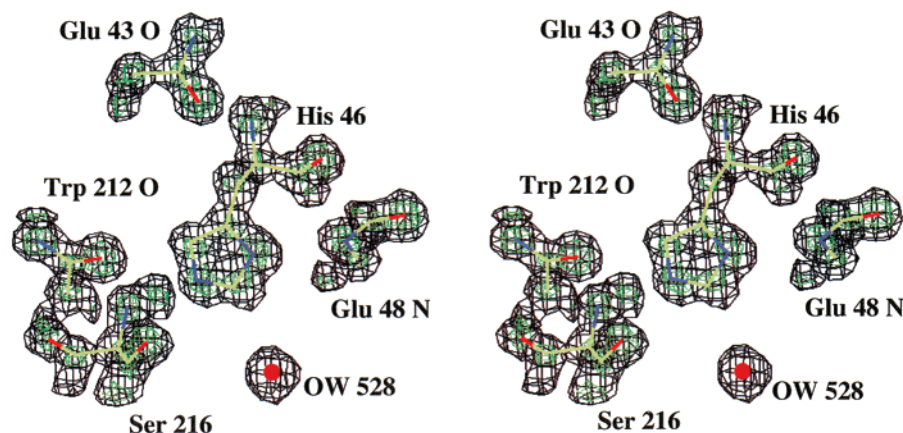 Glu 43 O
His 46
Trp 212 O
Glu 48 N
OW 528
Ser 216
Glu 43 O
His 46
Trp 212 O
Glu 48 N
OW 528
Ser 216